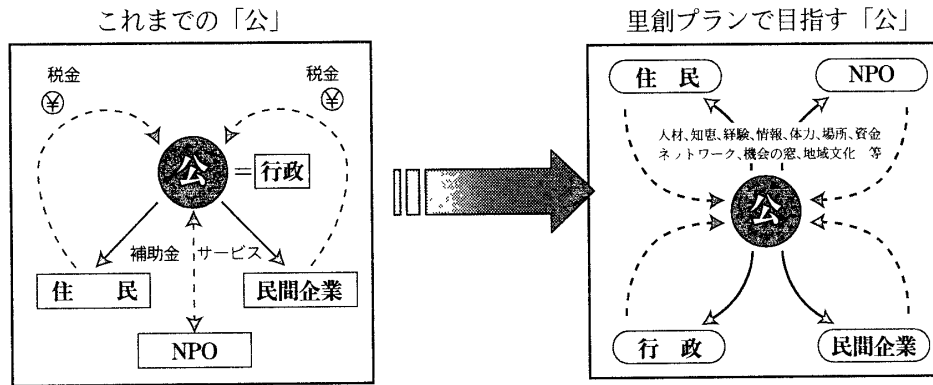 これまでの「公」
里創プランで目指す「公」
税金
¥
税金
¥
公
=行政
補助金
サービス
住 民
民間企業
NPO
住 民
NPO
人材、知恵、経験、情報、体力、場所、資金
ネットワーク、機会の窓、地域文化 等
公
行 政
民間企業